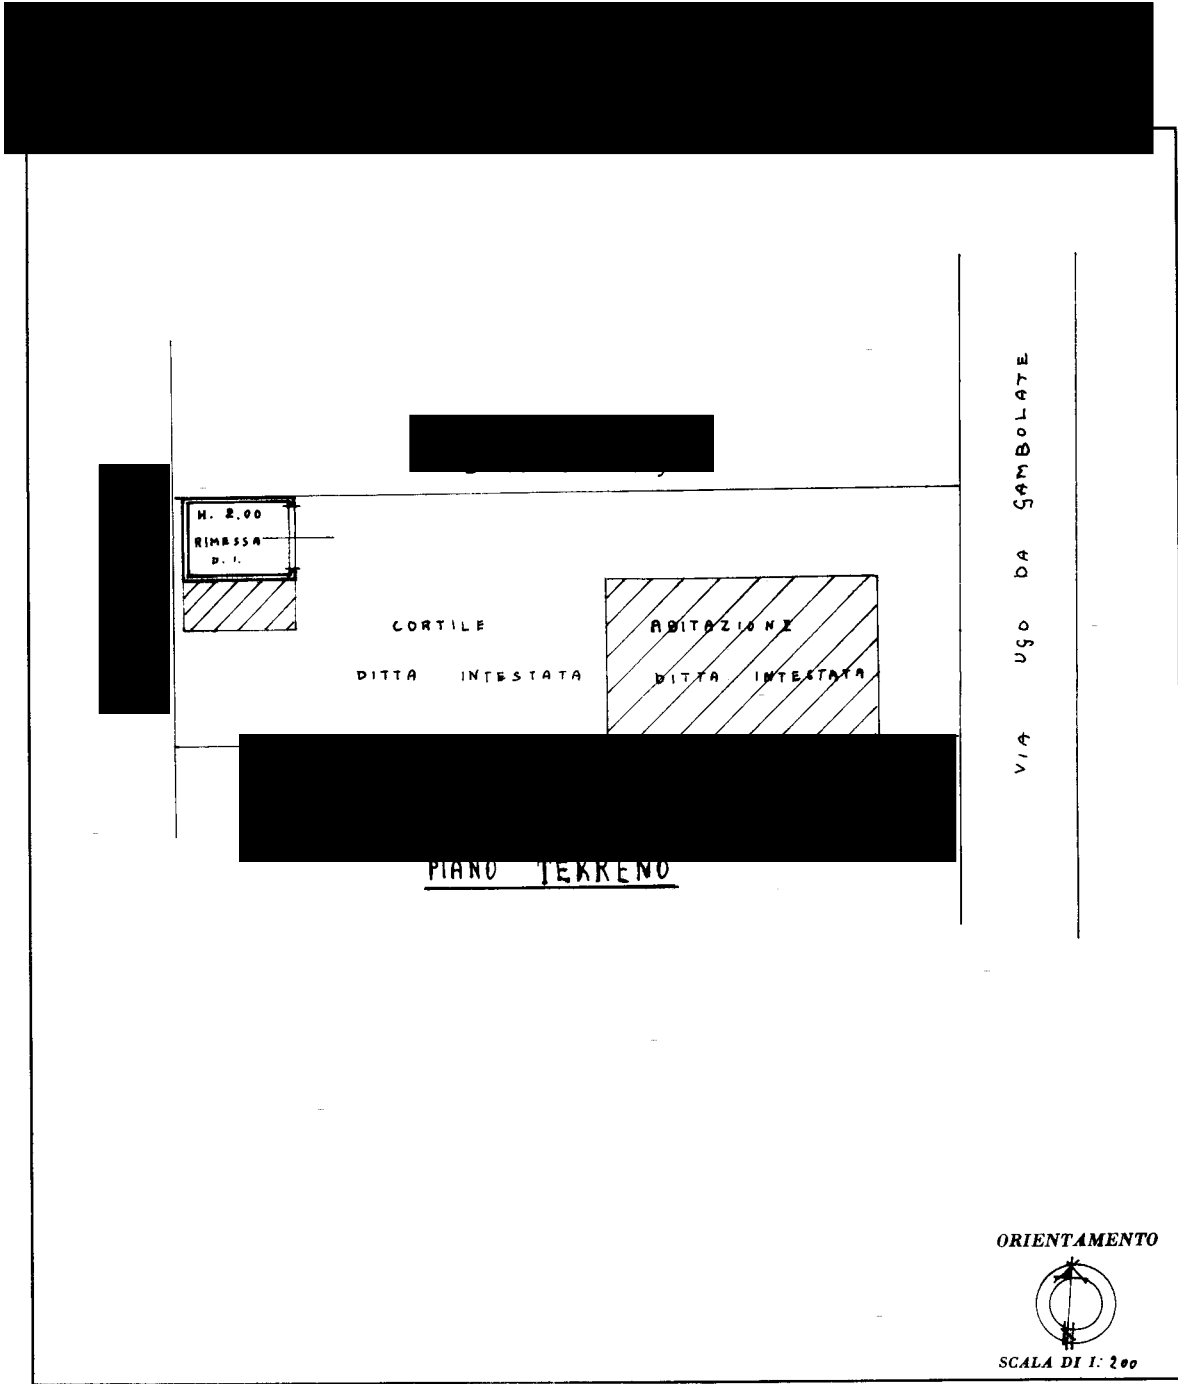 VIA UGO DA GAMBOLATE
H. 2,00
RIMESSA
D. I.
CORTILE
DITTA INTESTATA
ABITAZIONE
DITTA INTESTATA
PIANO TERRENO
ORIENTAMENTO
N
SCALA DI 1: 200